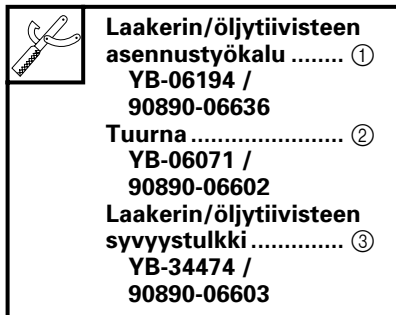 Laakerin/öljytiivisteen
asennustyökalu ........ ①
YB-06194 /
90890-06636
Tuurna ..................... ②
YB-06071 /
90890-06602
Laakerin/öljytiivisteen
syvyystulkki .............. ③
YB-34474 /
90890-06603